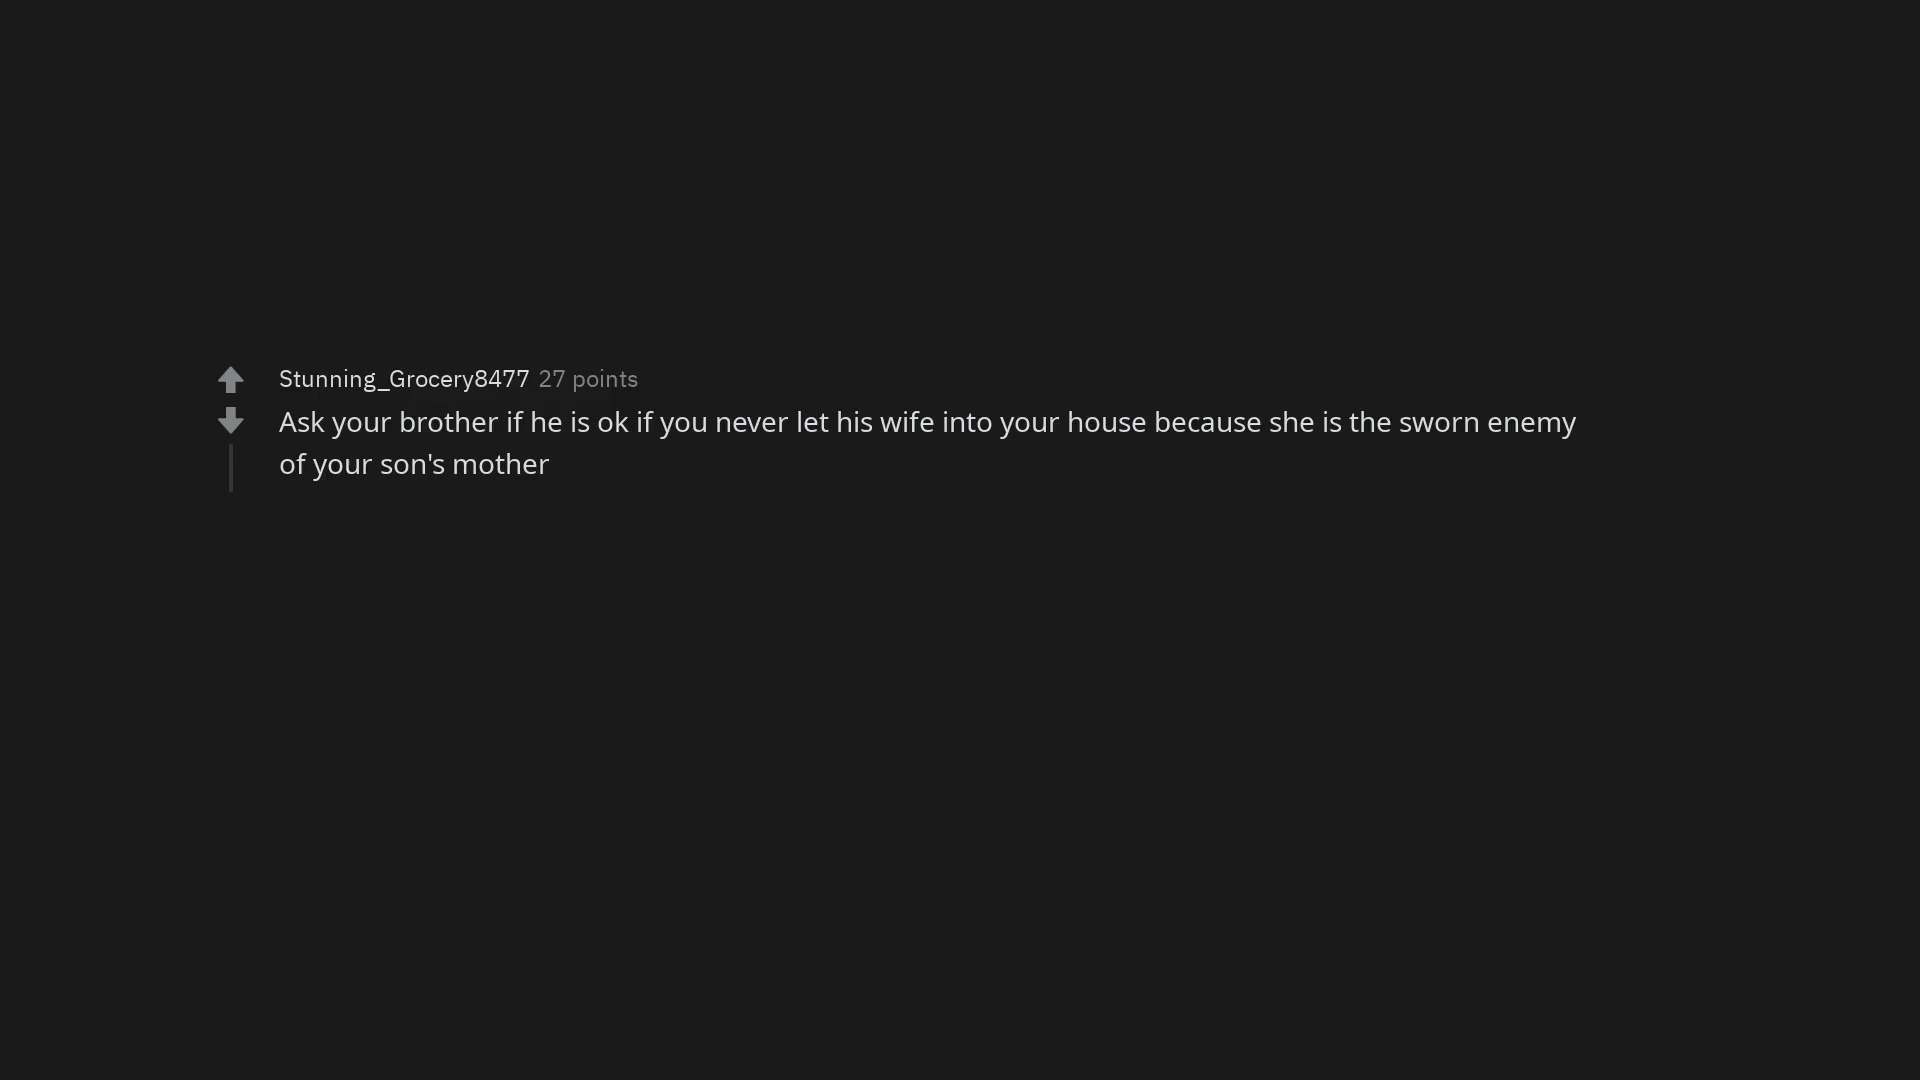 Stunning_Grocery8477 27 points
Ask your brother if he is ok if you never let his wife into your house because she is the sworn enemy
of your son's mother